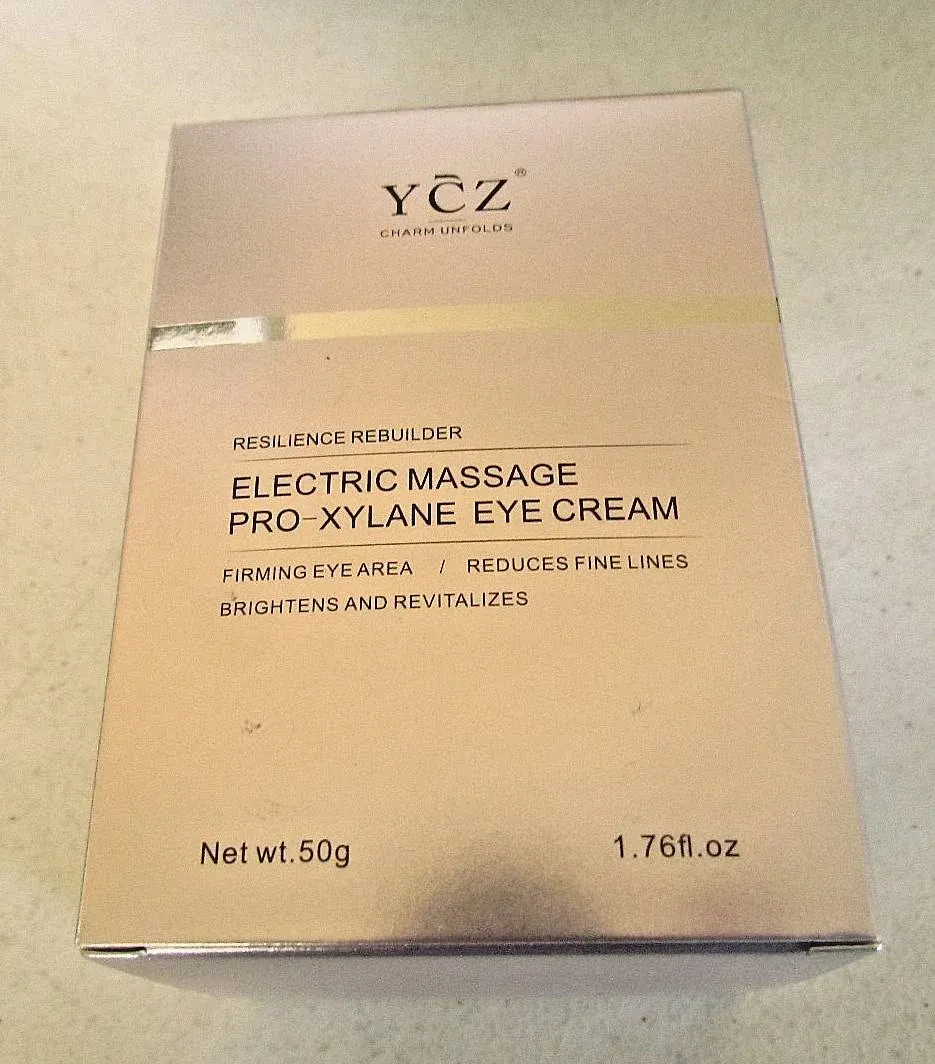 YC̄Z®
CHARM UNFOLDS
RESILIENCE REBUILDER
ELECTRIC MASSAGE
PRO-XYLANE EYE CREAM
FIRMING EYE AREA / REDUCES FINE LINES
BRIGHTENS AND REVITALIZES
Net wt.50g 1.76fl.oz